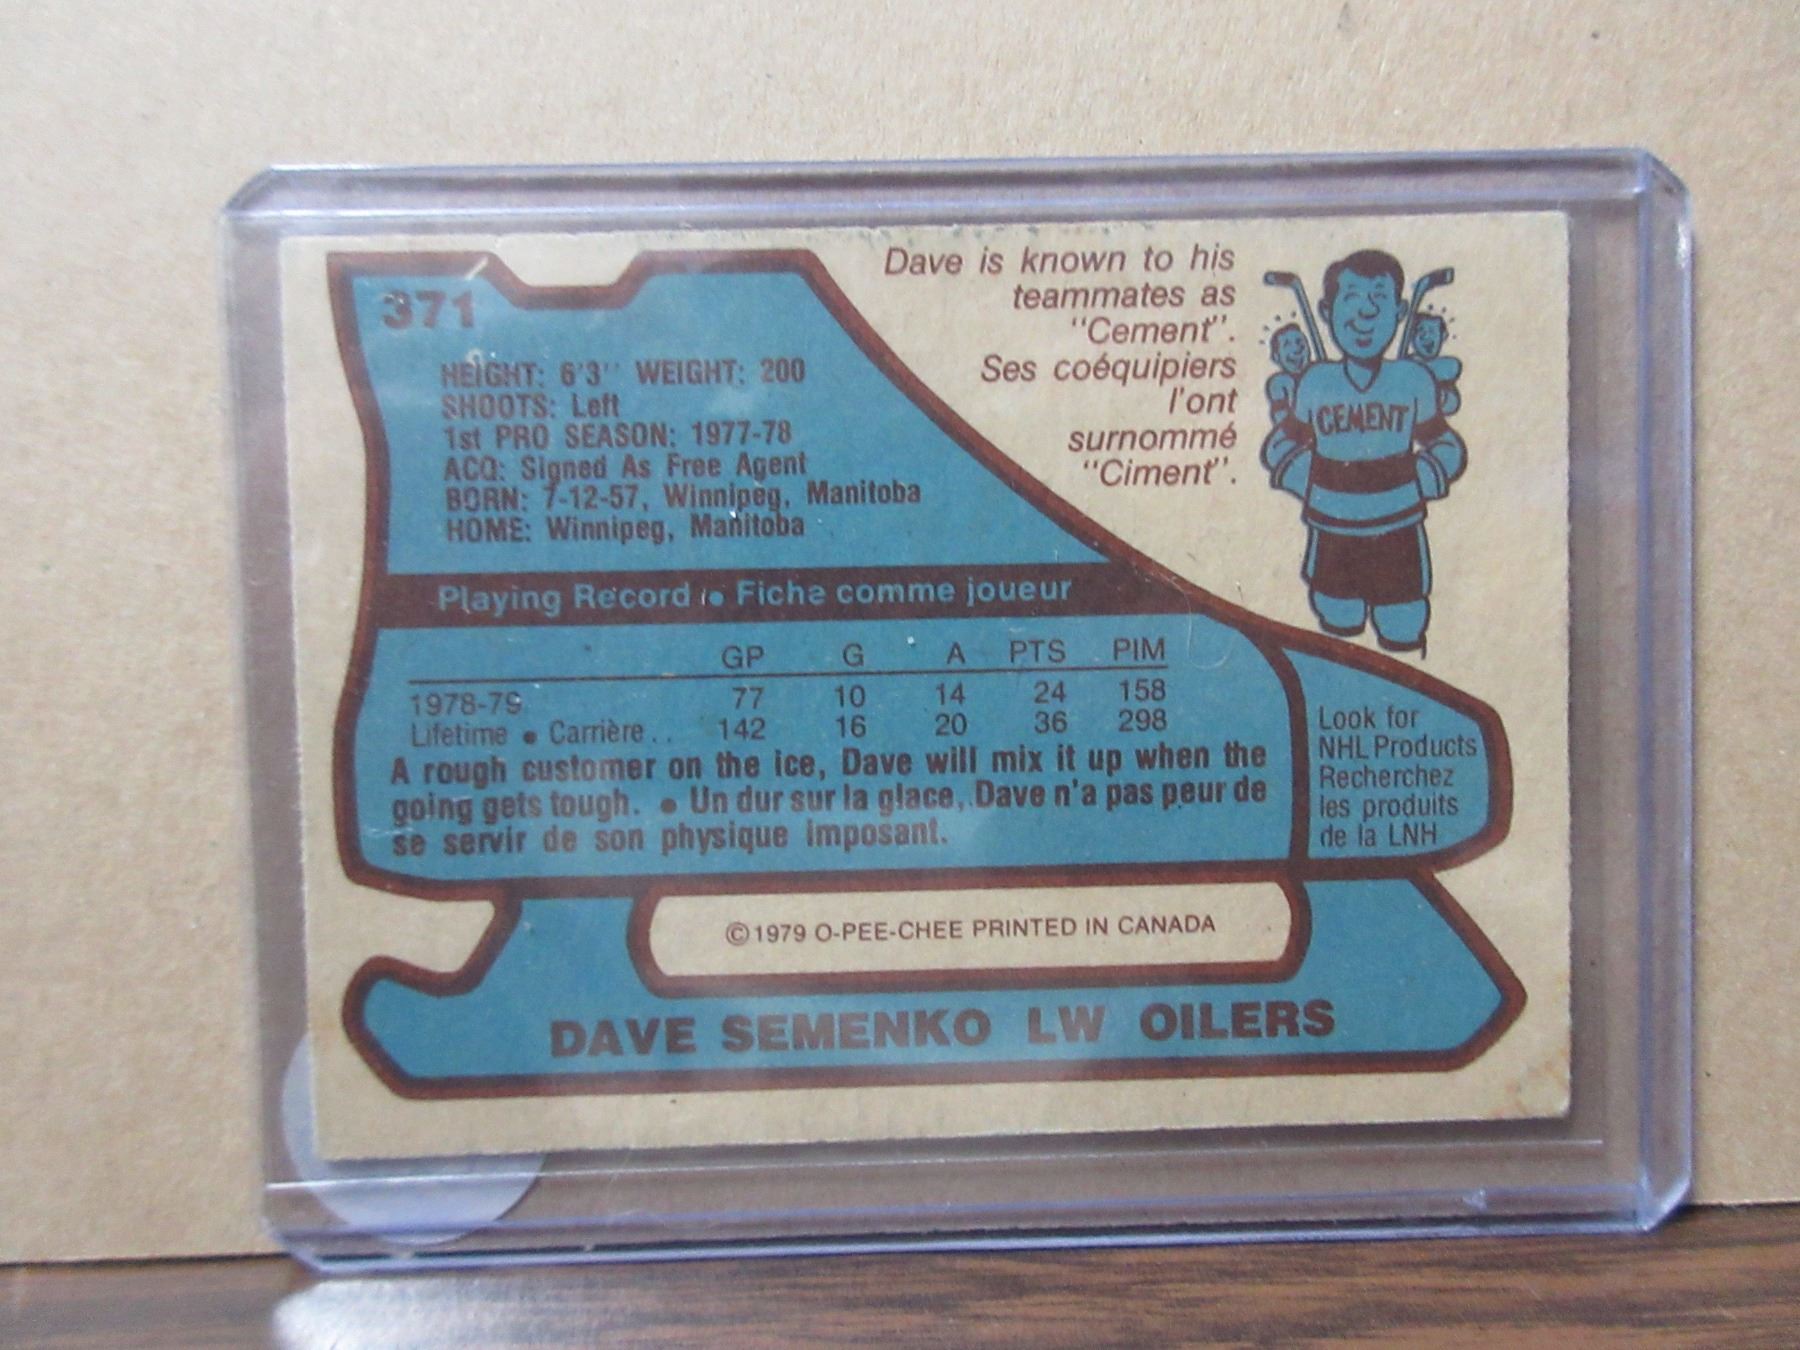 371
HEIGHT: 6'3" WEIGHT: 200
SHOOTS: Left
1st PRO SEASON: 1977-78
ACQ: Signed As Free Agent
BORN: 7-12-57, Winnipeg, Manitoba
HOME: Winnipeg, Manitoba
Dave is known to his
teammates as
"Cement".
Ses coéquipiers
l'ont
surnommé
"Ciment".
CEMENT
Playing Record • Fiche comme joueur
GP G A PTS PIM
1978-79 77 10 14 24 158
Lifetime • Carrière .. 142 16 20 36 298
A rough customer on the ice, Dave will mix it up when the
going gets tough. • Un dur sur la glace, Dave n'a pas peur de
se servir de son physique imposant.
Look for
NHL Products
Recherchez
les produits
de la LNH
©1979 O-PEE-CHEE PRINTED IN CANADA
DAVE SEMENKO LW OILERS